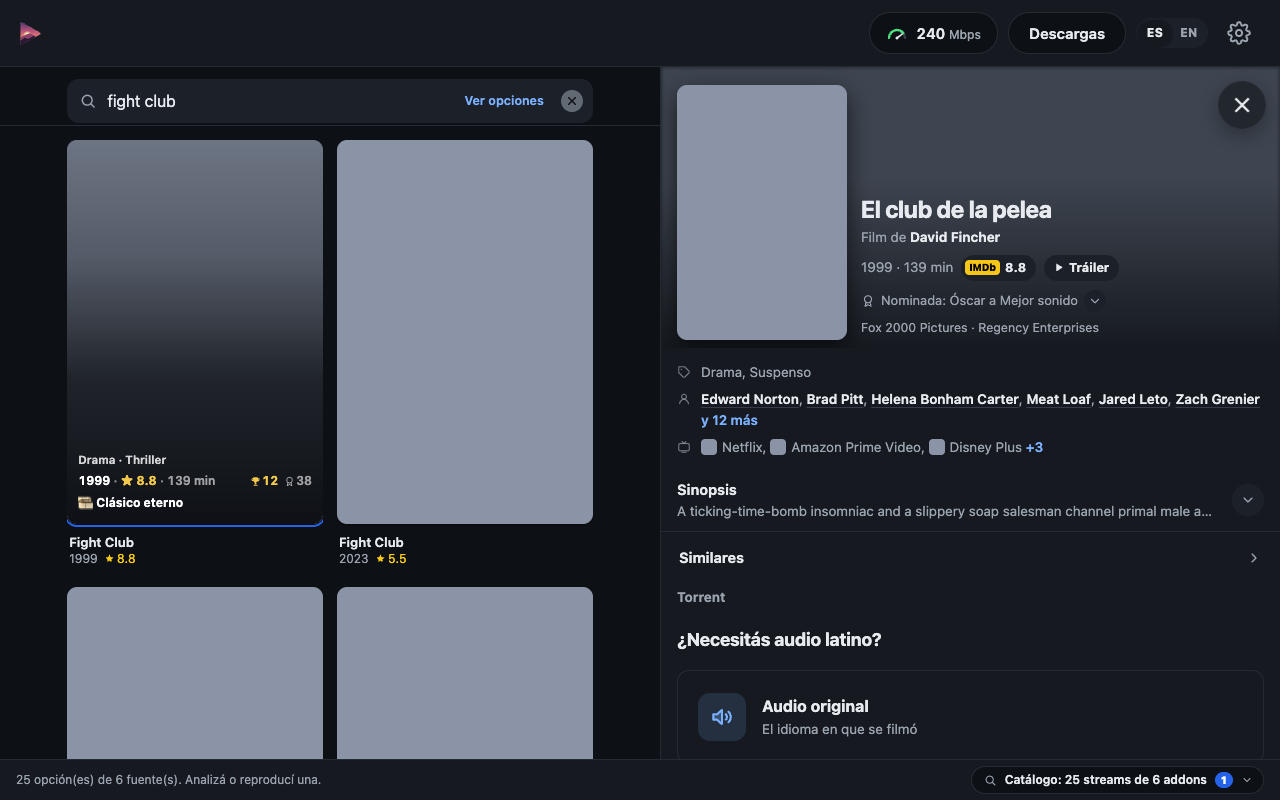 240 Mbps
Descargas
ES EN
fight club
Ver opciones
Drama · Thriller
1999 · 8.8 · 139 min 12 38
Clásico eterno
Fight Club
1999 8.8
Fight Club
2023 5.5
El club de la pelea
Film de David Fincher
1999 · 139 min IMDb 8.8 Tráiler
Nominada: Óscar a Mejor sonido
Fox 2000 Pictures · Regency Enterprises
Drama, Suspenso
Edward Norton, Brad Pitt, Helena Bonham Carter, Meat Loaf, Jared Leto, Zach Grenier
y 12 más
Netflix, Amazon Prime Video, Disney Plus +3
Sinopsis
A ticking-time-bomb insomniac and a slippery soap salesman channel primal male a...
Similares
Torrent
¿Necesitás audio latino?
Audio original
El idioma en que se filmó
25 opción(es) de 6 fuente(s). Analizá o reproducí una.
Catálogo: 25 streams de 6 addons 1